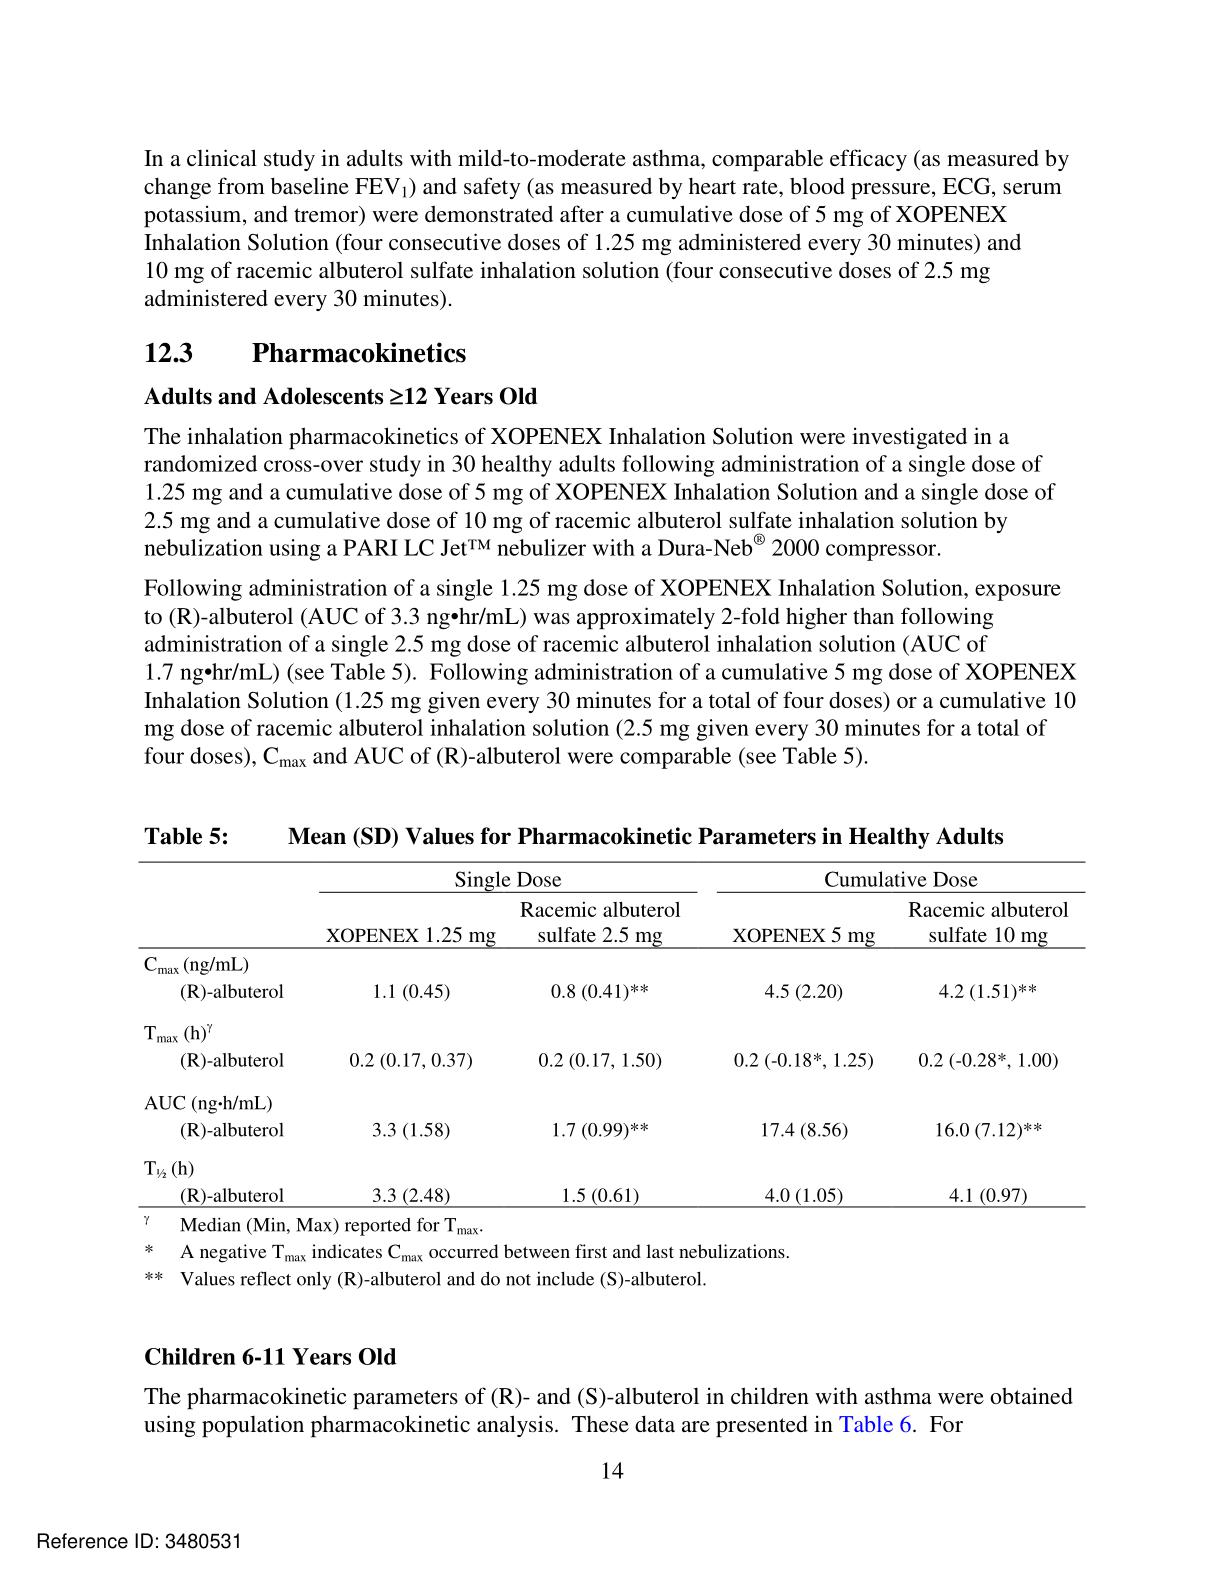 In a clinical study in adults with mild-to-moderate asthma, comparable efficacy (as measured by
change from baseline FEV1) and safety (as measured by heart rate, blood pressure, ECG, serum
potassium, and tremor) were demonstrated after a cumulative dose of 5 mg of XOPENEX
Inhalation Solution (four consecutive doses of 1.25 mg administered every 30 minutes) and
10 mg of racemic albuterol sulfate inhalation solution (four consecutive doses of 2.5 mg
administered every 30 minutes).
12.3 Pharmacokinetics
Adults and Adolescents ≥12 Years Old
The inhalation pharmacokinetics of XOPENEX Inhalation Solution were investigated in a
randomized cross-over study in 30 healthy adults following administration of a single dose of
1.25 mg and a cumulative dose of 5 mg of XOPENEX Inhalation Solution and a single dose of
2.5 mg and a cumulative dose of 10 mg of racemic albuterol sulfate inhalation solution by
nebulization using a PARI LC Jet™ nebulizer with a Dura-Neb® 2000 compressor.
Following administration of a single 1.25 mg dose of XOPENEX Inhalation Solution, exposure
to (R)-albuterol (AUC of 3.3 ng•hr/mL) was approximately 2-fold higher than following
administration of a single 2.5 mg dose of racemic albuterol inhalation solution (AUC of
1.7 ng•hr/mL) (see Table 5). Following administration of a cumulative 5 mg dose of XOPENEX
Inhalation Solution (1.25 mg given every 30 minutes for a total of four doses) or a cumulative 10
mg dose of racemic albuterol inhalation solution (2.5 mg given every 30 minutes for a total of
four doses), Cmax and AUC of (R)-albuterol were comparable (see Table 5).
Table 5: Mean (SD) Values for Pharmacokinetic Parameters in Healthy Adults
Single Dose Cumulative Dose
Racemic albuterol Racemic albuterol
XOPENEX 1.25 mg sulfate 2.5 mg XOPENEX 5 mg sulfate 10 mg
Cmax (ng/mL)
(R)-albuterol 1.1 (0.45) 0.8 (0.41)** 4.5 (2.20) 4.2 (1.51)**
Tmax (h)γ
(R)-albuterol 0.2 (0.17, 0.37) 0.2 (0.17, 1.50) 0.2 (-0.18*, 1.25) 0.2 (-0.28*, 1.00)
AUC (ng•h/mL)
(R)-albuterol 3.3 (1.58) 1.7 (0.99)** 17.4 (8.56) 16.0 (7.12)**
T½ (h)
(R)-albuterol 3.3 (2.48) 1.5 (0.61) 4.0 (1.05) 4.1 (0.97)
γ Median (Min, Max) reported for Tmax.
* A negative Tmax indicates Cmax occurred between first and last nebulizations.
** Values reflect only (R)-albuterol and do not include (S)-albuterol.
Children 6-11 Years Old
The pharmacokinetic parameters of (R)- and (S)-albuterol in children with asthma were obtained
using population pharmacokinetic analysis. These data are presented in Table 6. For
14
Reference ID: 3480531